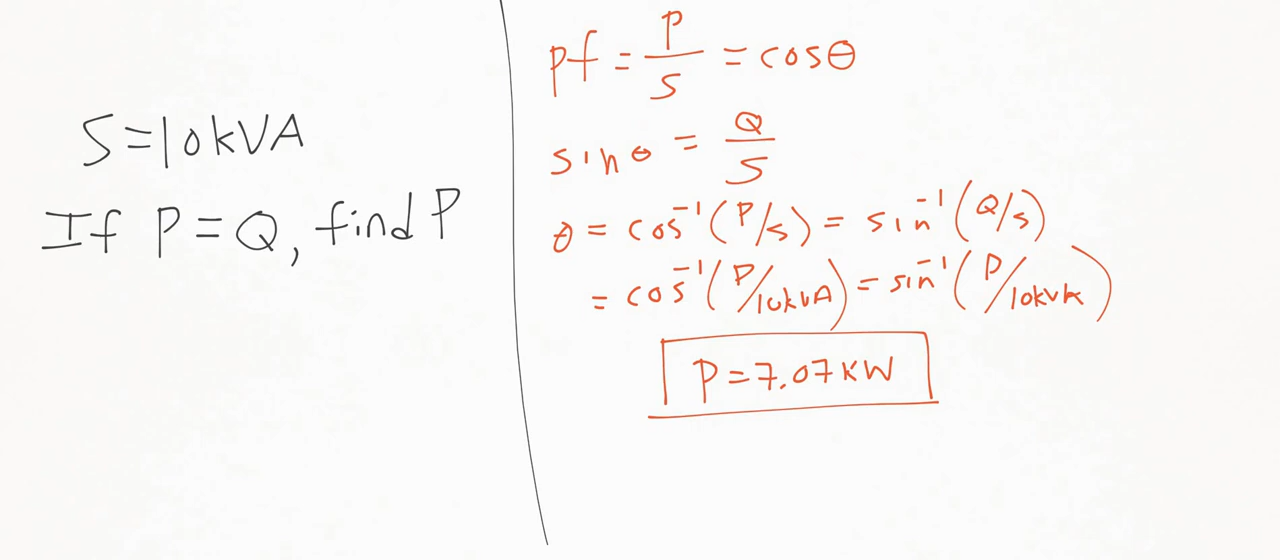 S=10kVA
If P=Q, find P
pf = P/S = cosθ
sinθ = Q/S
θ = cos⁻¹(P/S) = sin⁻¹(Q/S)
= cos⁻¹(P/10kVA) = sin⁻¹(P/10kVA)
P=7.07KW